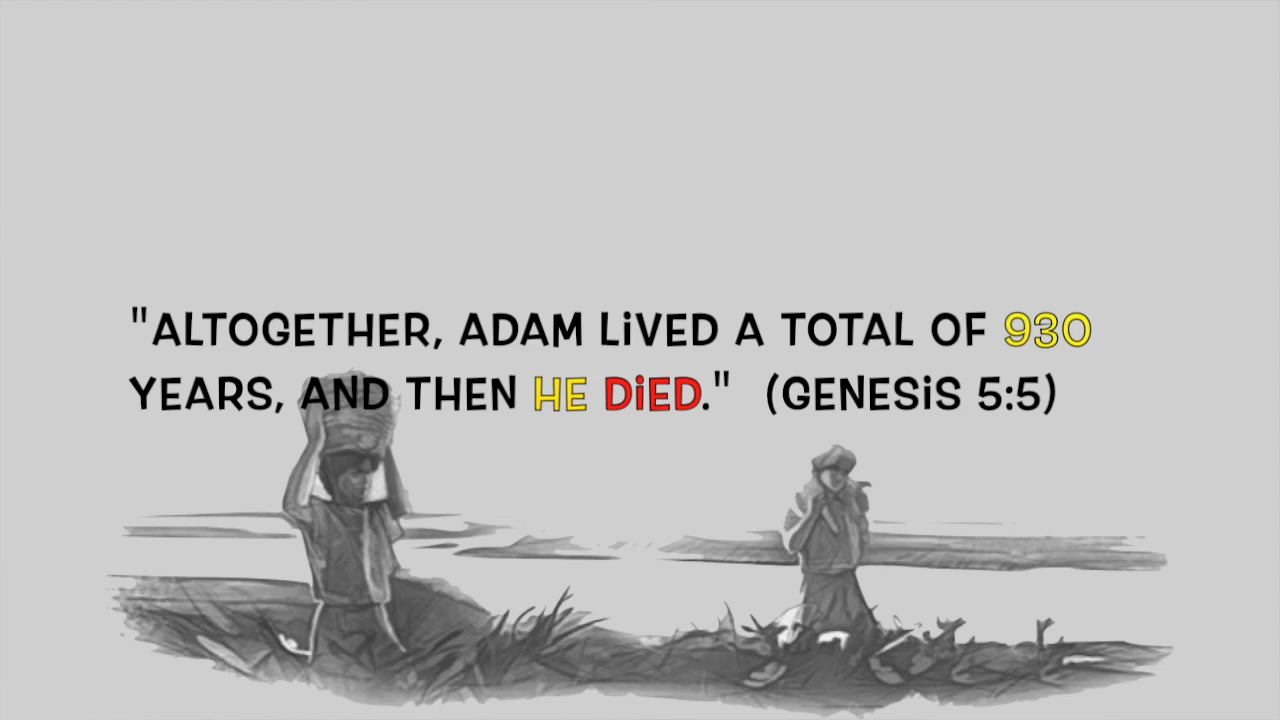 "ALTOGETHER, ADAM LiVED A TOTAL OF 930
YEARS, AND THEN HE DiED." (GENESiS 5:5)